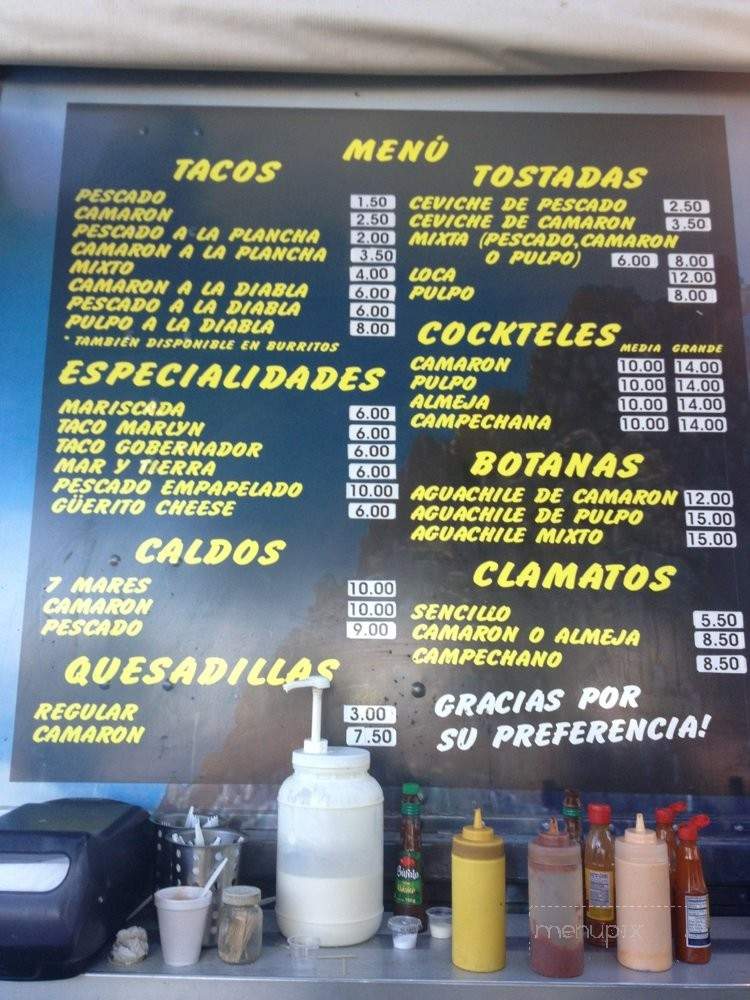 MENÚ
TACOS
PESCADO 1.50
CAMARON 2.50
PESCADO A LA PLANCHA 2.00
CAMARON A LA PLANCHA 3.50
MIXTO 4.00
CAMARON A LA DIABLA 6.00
PESCADO A LA DIABLA 6.00
PULPO A LA DIABLA 8.00
* TAMBIÉN DISPONIBLE EN BURRITOS
ESPECIALIDADES
MARISCADA 6.00
TACO MARLYN 6.00
TACO GOBERNADOR 6.00
MAR Y TIERRA 6.00
PESCADO EMPAPELADO 10.00
GÜERITO CHEESE 6.00
CALDOS
7 MARES 10.00
CAMARON 10.00
PESCADO 9.00
QUESADILLAS
REGULAR 3.00
CAMARON 7.50
TOSTADAS
CEVICHE DE PESCADO 2.50
CEVICHE DE CAMARON 3.50
MIXTA (PESCADO,CAMARON
O PULPO) 6.00 8.00
LOCA 12.00
PULPO 8.00
COCKTELES MEDIA GRANDE
CAMARON 10.00 14.00
PULPO 10.00 14.00
ALMEJA 10.00 14.00
CAMPECHANA 10.00 14.00
BOTANAS
AGUACHILE DE CAMARON 12.00
AGUACHILE DE PULPO 15.00
AGUACHILE MIXTO 15.00
CLAMATOS
SENCILLO 5.50
CAMARON O ALMEJA 8.50
CAMPECHANO 8.50
GRACIAS POR
SU PREFERENCIA!
Búfalo
menupix